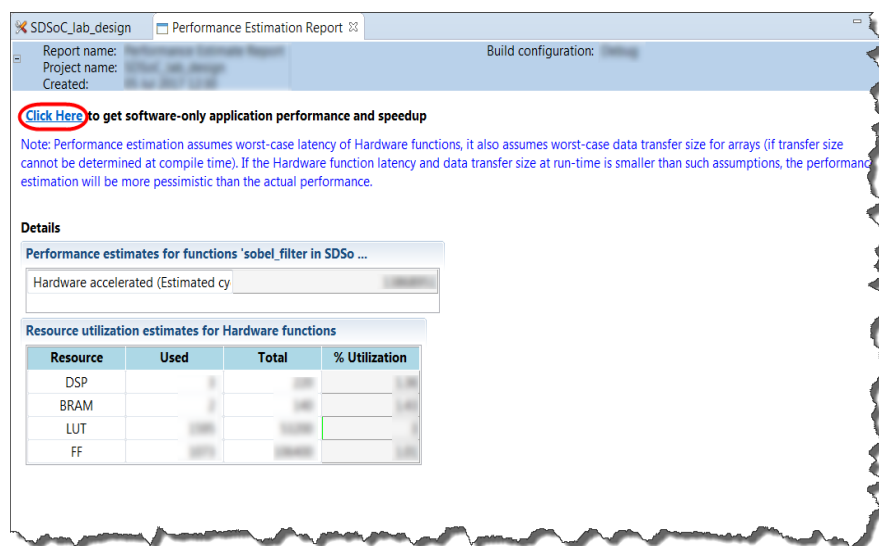 SDSoC_lab_design Performance Estimation Report
Report name: Build configuration:
Project name:
Created:
Click Here to get software-only application performance and speedup
Note: Performance estimation assumes worst-case latency of Hardware functions, it also assumes worst-case data transfer size for arrays (if transfer size
cannot be determined at compile time). If the Hardware function latency and data transfer size at run-time is smaller than such assumptions, the performanc
estimation will be more pessimistic than the actual performance.
Details
Performance estimates for functions 'sobel_filter in SDSo ...
Hardware accelerated (Estimated cy
Resource utilization estimates for Hardware functions
Resource Used Total % Utilization
DSP
BRAM
LUT
FF